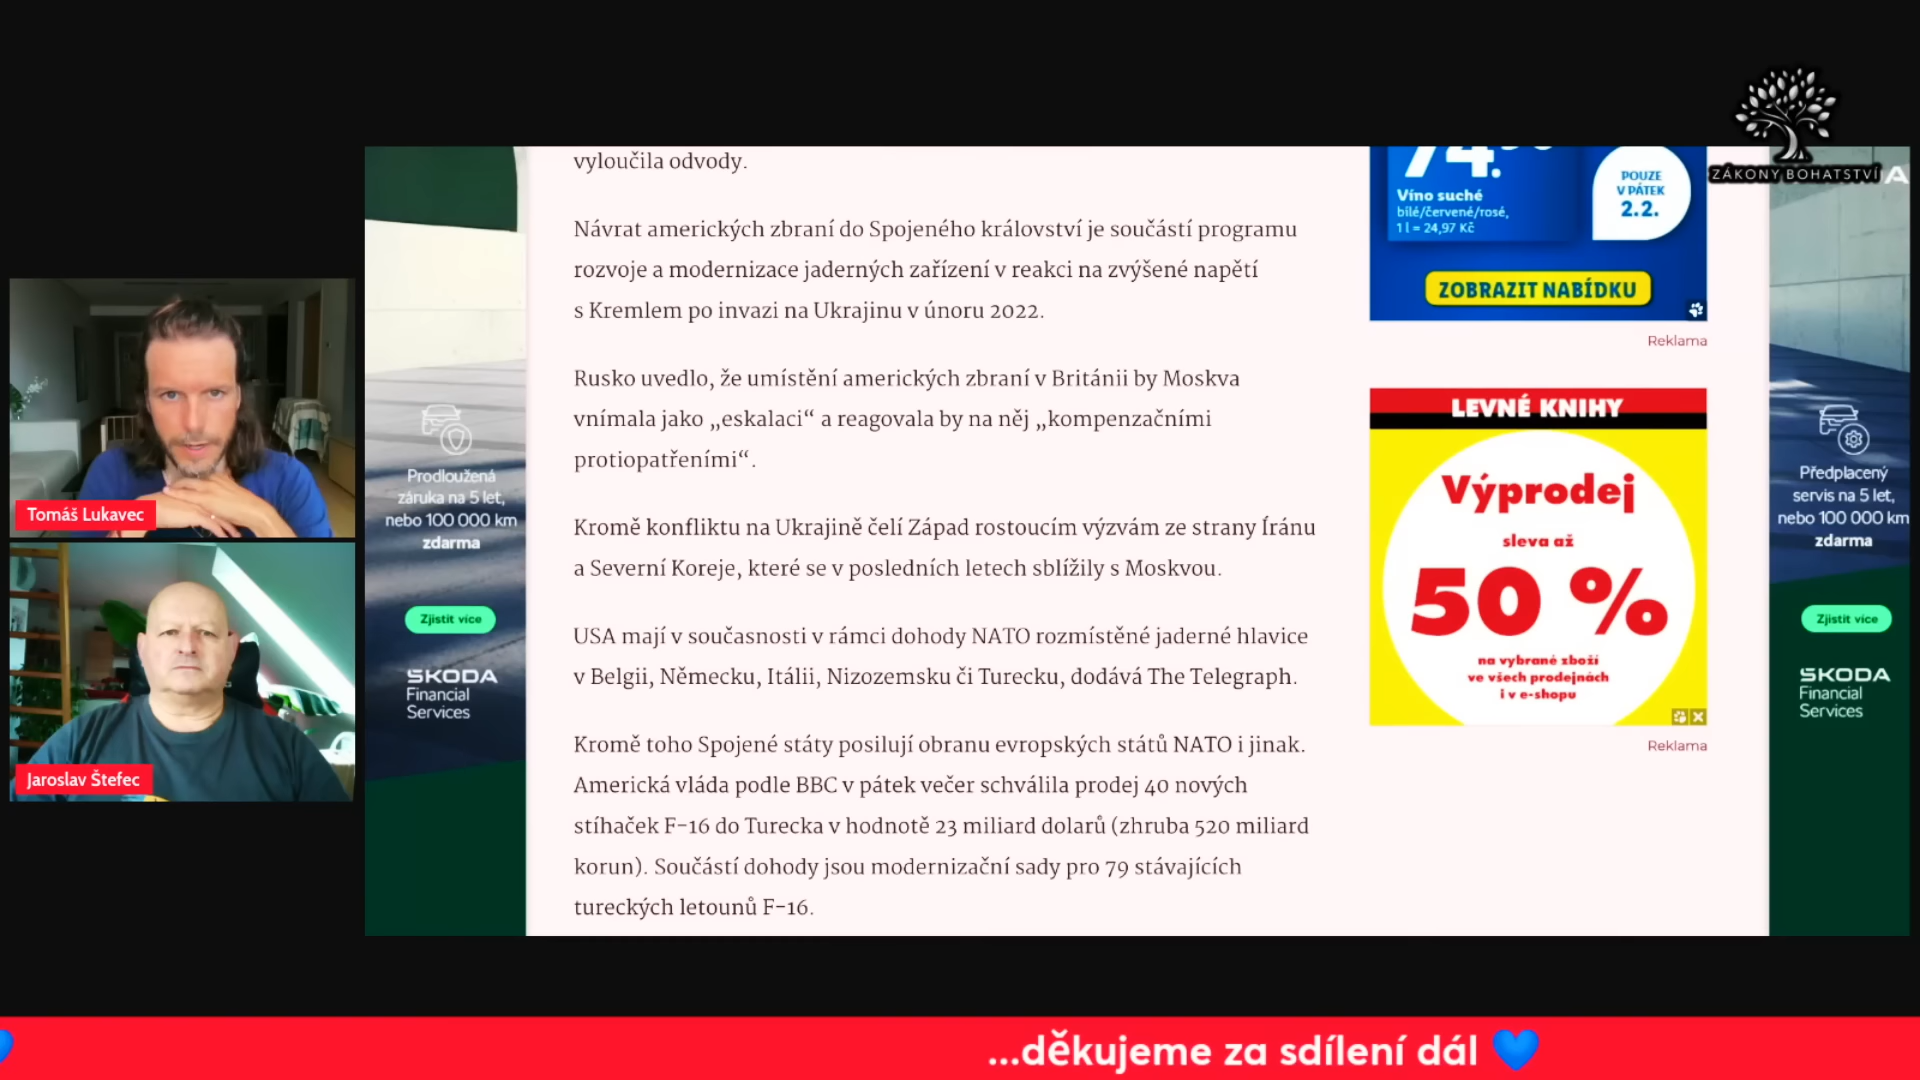 ZÁKONY BOHATSTVÍ
vyloučila odvody.
Návrat amerických zbraní do Spojeného království je součástí programu
rozvoje a modernizace jaderných zařízení v reakci na zvýšené napětí
s Kremlem po invazi na Ukrajinu v únoru 2022.
Rusko uvedlo, že umístění amerických zbraní v Británii by Moskva
vnímala jako „eskalaci“ a reagovala by na něj „kompenzačními
protiopatřeními“.
Kromě konfliktu na Ukrajině čelí Západ rostoucím výzvám ze strany Íránu
a Severní Koreje, které se v posledních letech sblížily s Moskvou.
USA mají v současnosti v rámci dohody NATO rozmístěné jaderné hlavice
v Belgii, Německu, Itálii, Nizozemsku či Turecku, dodává The Telegraph.
Kromě toho Spojené státy posilují obranu evropských států NATO i jinak.
Americká vláda podle BBC v pátek večer schválila prodej 40 nových
stíhaček F-16 do Turecka v hodnotě 23 miliard dolarů (zhruba 520 miliard
korun). Součástí dohody jsou modernizační sady pro 79 stávajících
tureckých letounů F-16.
Víno suché
bílé/červené/rosé,
1 l = 24,97 Kč
POUZE
V PÁTEK
2.2.
ZOBRAZIT NABÍDKU
Reklama
LEVNÉ KNIHY
Výprodej
sleva až
50 %
na vybrané zboží
ve všech prodejnách
i v e-shopu
Reklama
Prodloužená
záruka na 5 let,
nebo 100 000 km
zdarma
Zjistit více
ŠKODA
Financial
Services
Předplacený
servis na 5 let,
nebo 100 000 km
zdarma
Zjistit více
ŠKODA
Financial
Services
Tomáš Lukavec
Jaroslav Štefec
...děkujeme za sdílení dál 💙